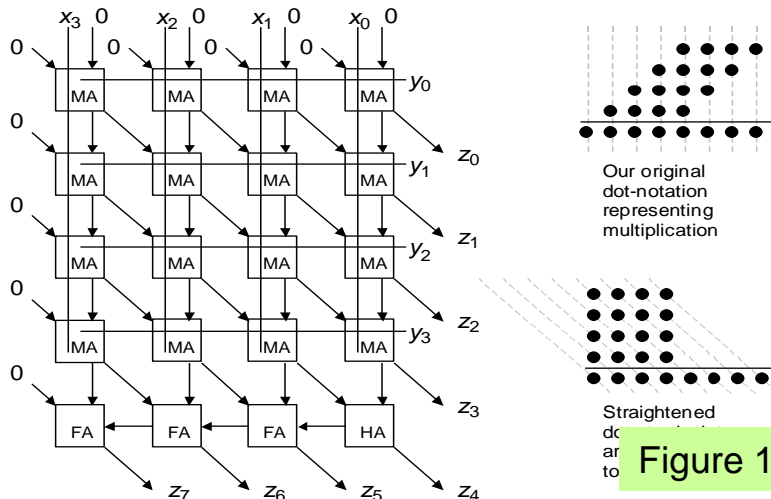 x3 0 x2 0 x1 0 x0 0
0 0 0 0
MA MA MA MA y0
0 z0
MA MA MA MA y1
0 z1
MA MA MA MA y2
0 z2
MA MA MA MA y3
0 z3
FA FA FA HA
z7 z6 z5 z4
Our original
dot-notation
representing
multiplication
Straightened
Figure 1